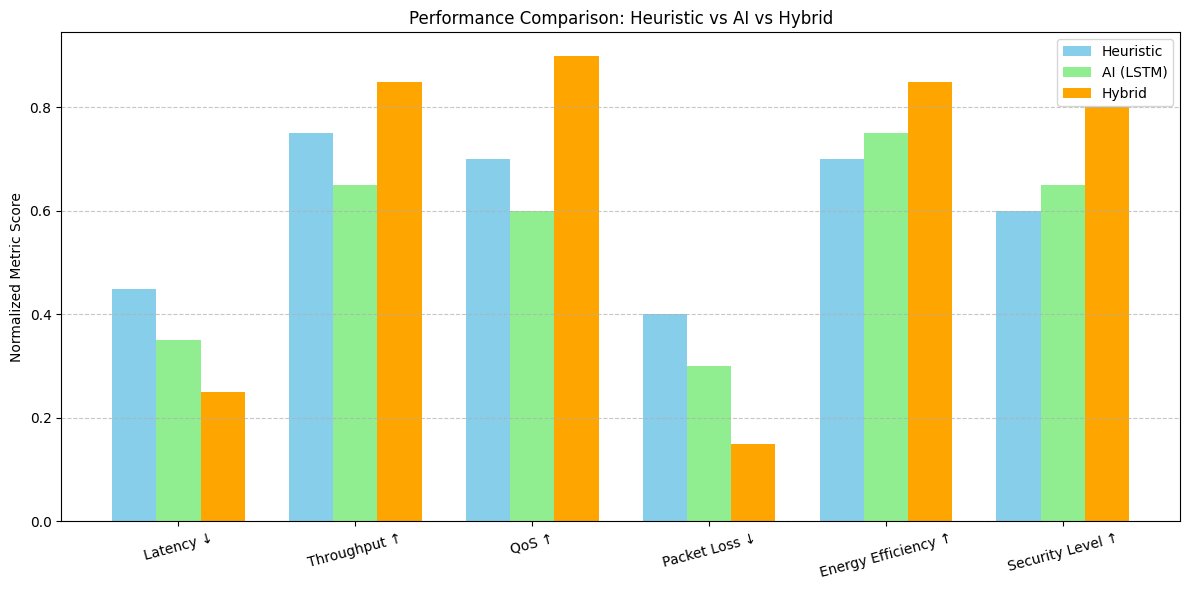 Performance Comparison: Heuristic vs AI vs Hybrid
Heuristic
AI (LSTM)
Hybrid
Normalized Metric Score
0.8
0.6
0.4
0.2
0.0
Latency ↓
Throughput ↑
QoS ↑
Packet Loss ↓
Energy Efficiency ↑
Security Level ↑